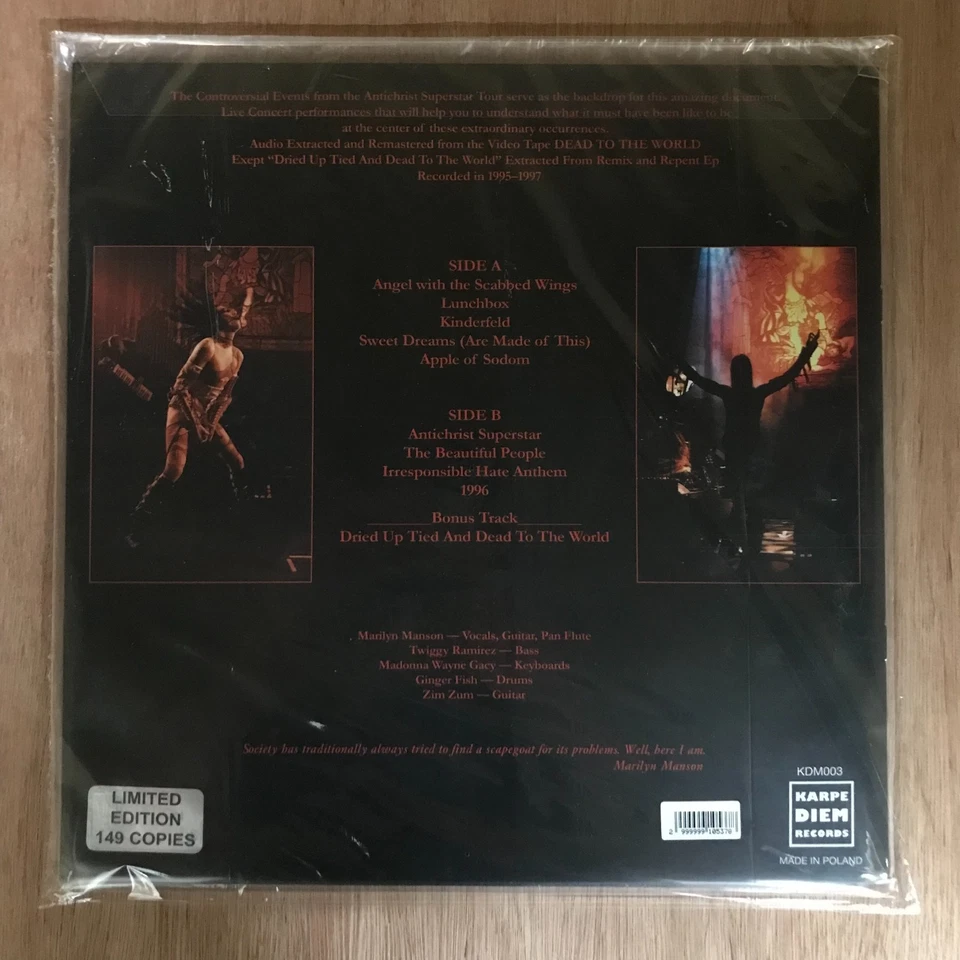 The Controversial Events from the Antichrist Superstar Tour serve as the backdrop for this amazing document.
Live Concert performances that will help you to understand what it must have been like to be
at the center of these extraordinary occurrences.
Audio Extracted and Remastered from the Video Tape DEAD TO THE WORLD
Exept “Dried Up Tied And Dead To The World” Extracted From Remix and Repent Ep
Recorded in 1995–1997
SIDE A
Angel with the Scabbed Wings
Lunchbox
Kinderfeld
Sweet Dreams (Are Made of This)
Apple of Sodom
SIDE B
Antichrist Superstar
The Beautiful People
Irresponsible Hate Anthem
1996
Bonus Track
Dried Up Tied And Dead To The World
Marilyn Manson — Vocals, Guitar, Pan Flute
Twiggy Ramirez — Bass
Madonna Wayne Gacy — Keyboards
Ginger Fish — Drums
Zim Zum — Guitar
Society has traditionally always tried to find a scapegoat for its problems. Well, here I am.
Marilyn Manson
LIMITED
EDITION
149 COPIES
2 999999 105370
KDM003
KARPE
DIEM
RECORDS
MADE IN POLAND